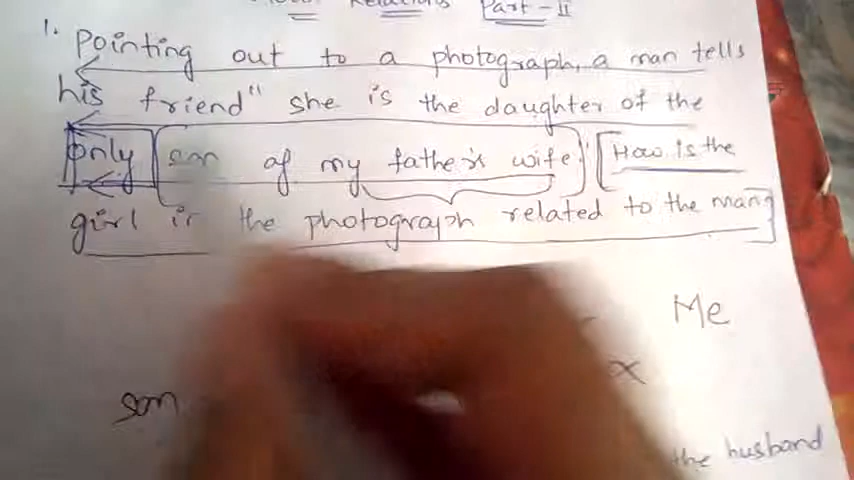 Relations Part-II
1. Pointing out to a photograph, a man tells
his friend" she is the daughter of the
only son of my father's wife." How is the
girl in the photograph related to the man?
Me
son
the husband